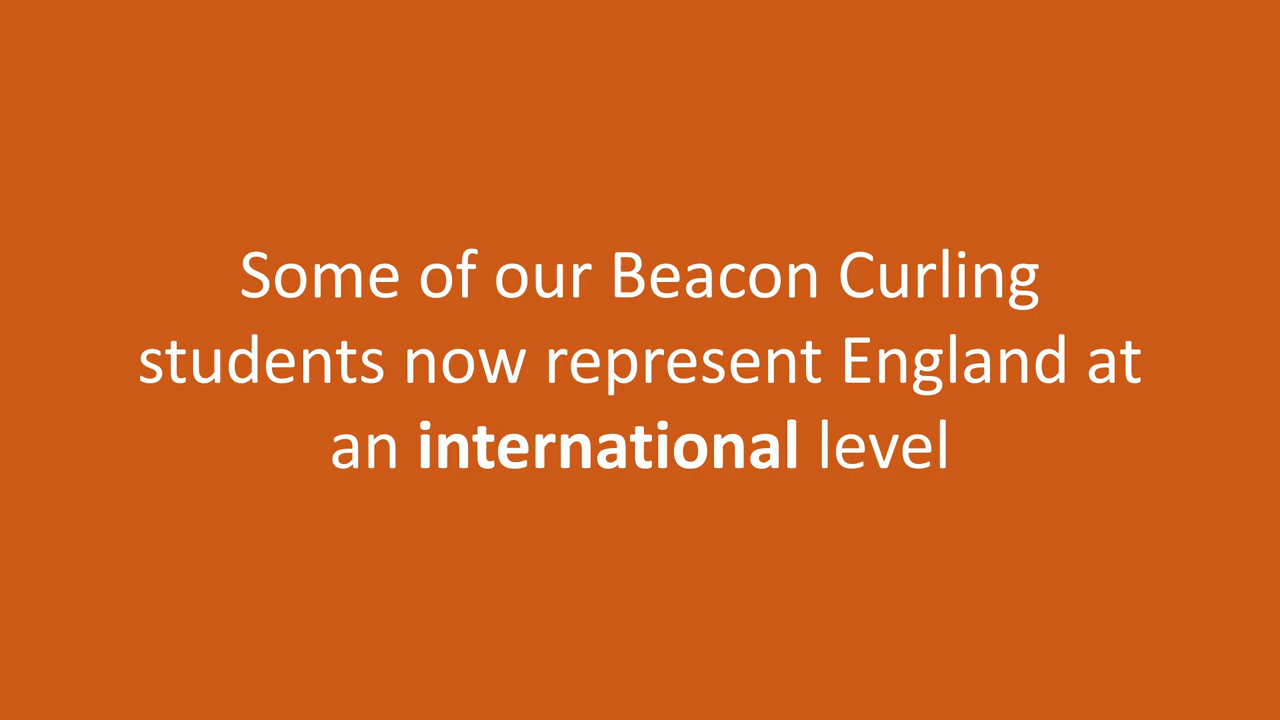 Some of our Beacon Curling
students now represent England at
an international level